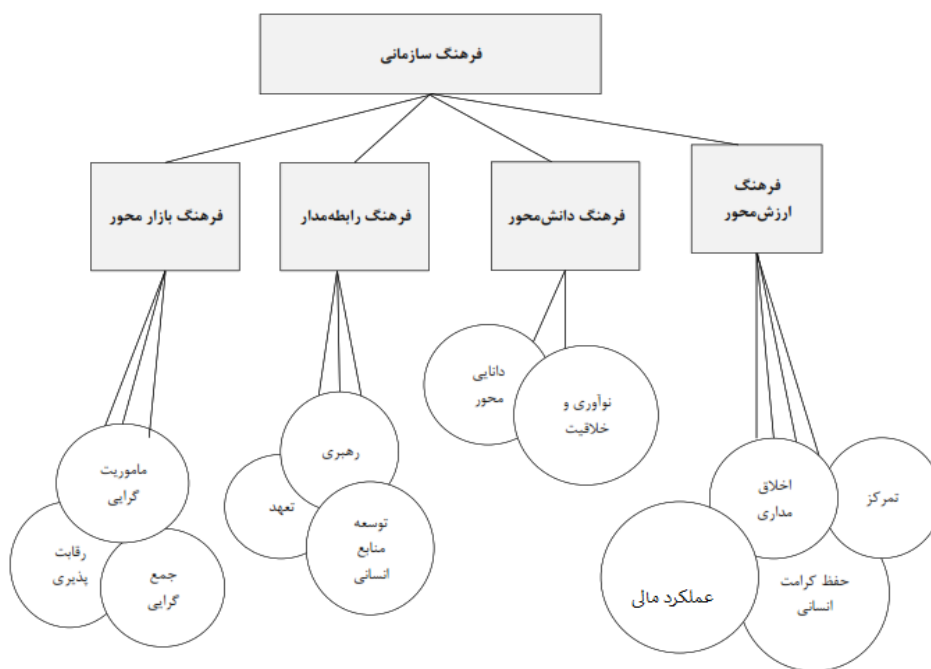 فرهنگ سازمانی
فرهنگ
ارزش‌محور
فرهنگ دانش‌محور
فرهنگ رابطه‌مدار
فرهنگ بازار محور
اخلاق
مداری
تمرکز
حفظ کرامت
انسانی
عملکرد مالی
نوآوری و
خلاقیت
دانایی
محور
رهبری
تعهد
توسعه
منابع
انسانی
ماموریت
گرایی
رقابت
پذیری
جمع
گرایی